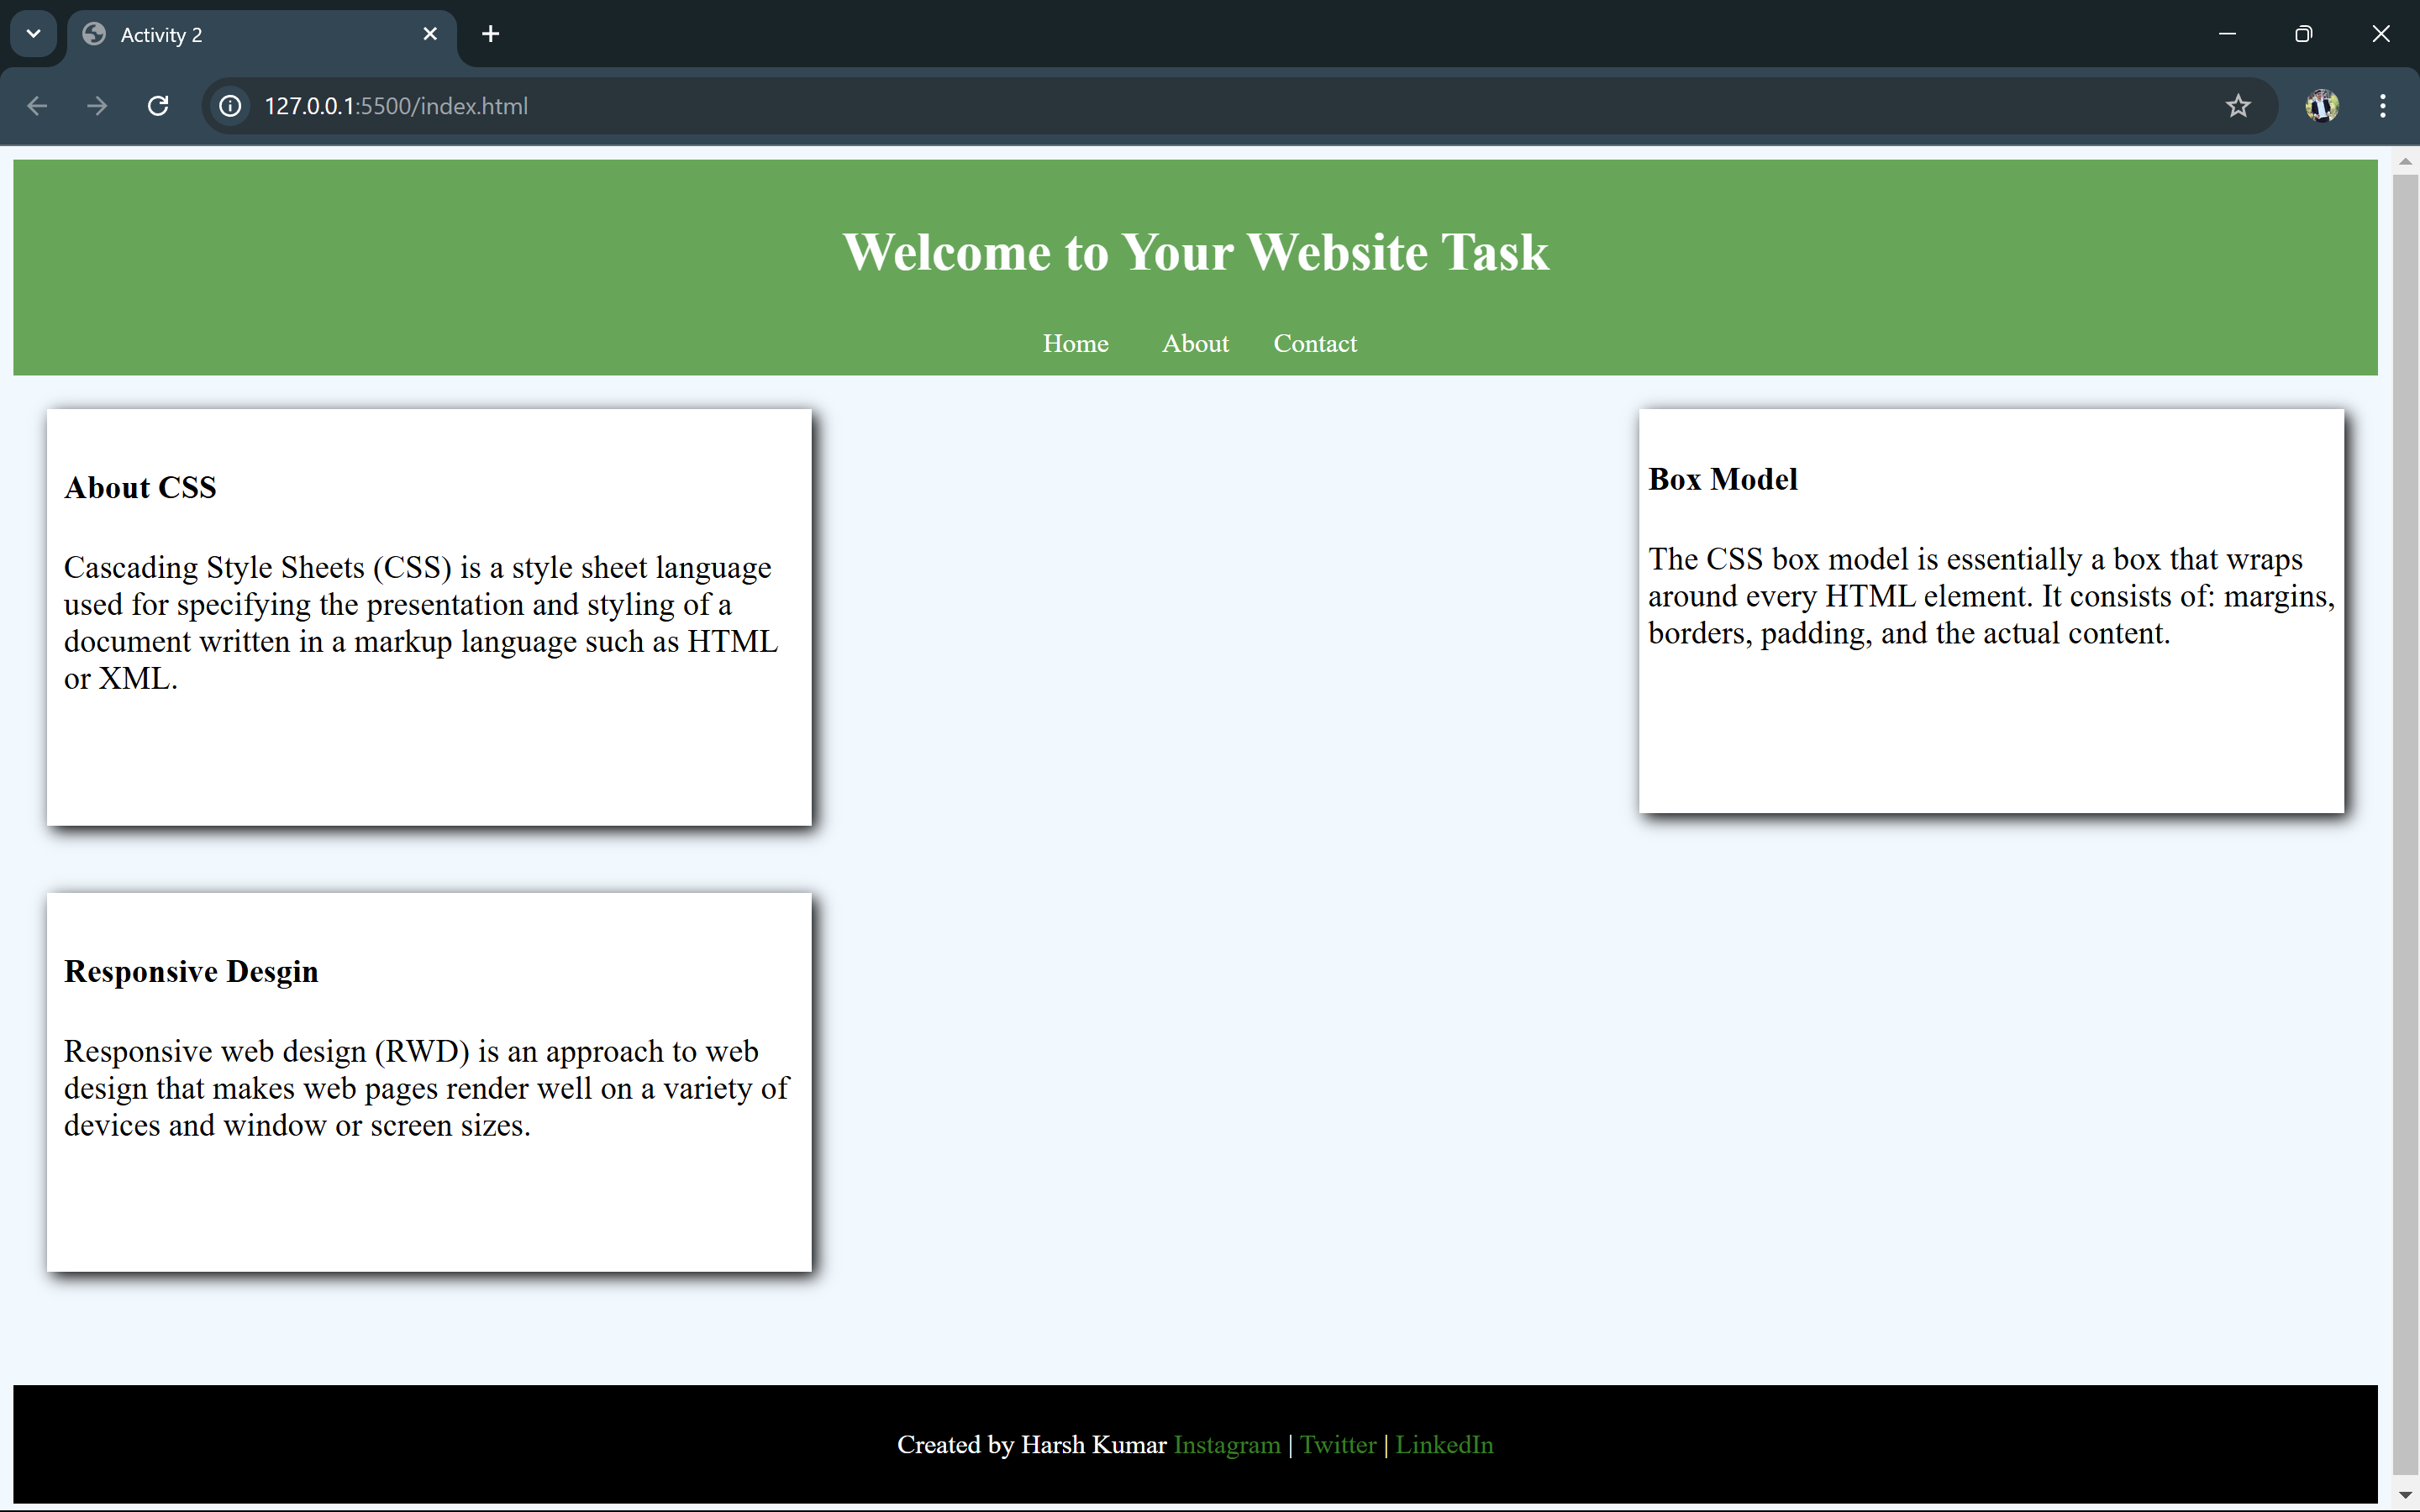 Activity 2
127.0.0.1:5500/index.html
Welcome to Your Website Task
Home About Contact
About CSS
Cascading Style Sheets (CSS) is a style sheet language
used for specifying the presentation and styling of a
document written in a markup language such as HTML
or XML.
Box Model
The CSS box model is essentially a box that wraps
around every HTML element. It consists of: margins,
borders, padding, and the actual content.
Responsive Desgin
Responsive web design (RWD) is an approach to web
design that makes web pages render well on a variety of
devices and window or screen sizes.
Created by Harsh Kumar Instagram | Twitter | LinkedIn